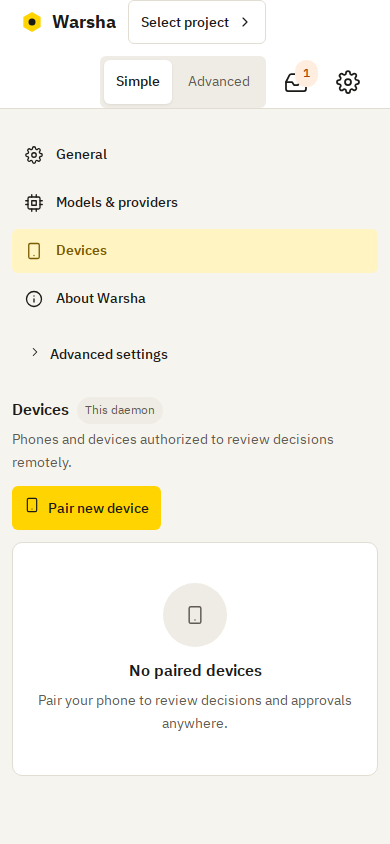 Warsha
Select project
Simple
Advanced
1
General
Models & providers
Devices
About Warsha
Advanced settings
Devices
This daemon
Phones and devices authorized to review decisions
remotely.
Pair new device
No paired devices
Pair your phone to review decisions and approvals
anywhere.